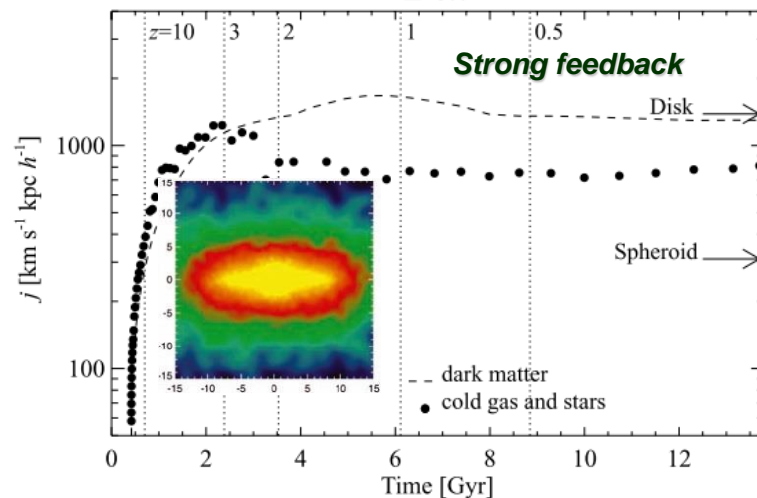 z=10 3 2 1 0.5
Strong feedback
Disk
1000
j [km s⁻¹ kpc h⁻¹]
Spheroid
100
15
10
5
0
-5
-10
-15
-15 -5 0 5 10 15
dark matter
cold gas and stars
0 2 4 6 8 10 12
Time [Gyr]